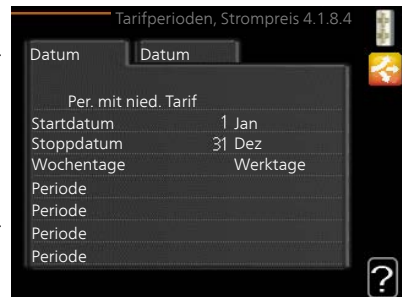 Tarifperioden, Strompreis 4.1.8.4
Datum Datum
Per. mit nied. Tarif
Startdatum 1 Jan
Stoppdatum 31 Dez
Wochentage Werktage
Periode
Periode
Periode
Periode
?